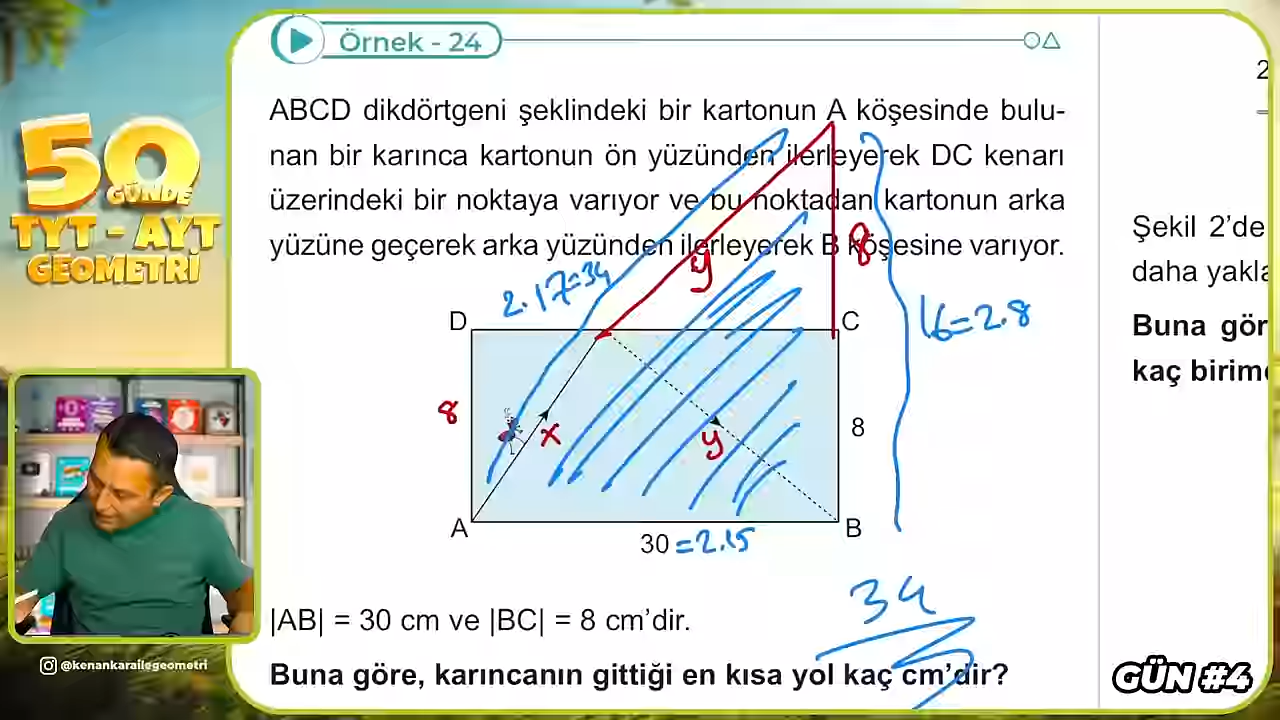 Örnek - 24
ABCD dikdörtgeni şeklindeki bir kartonun A köşesinde bulu-
nan bir karınca kartonun ön yüzünden ilerleyerek DC kenarı
üzerindeki bir noktaya varıyor ve bu noktadan kartonun arka
yüzüne geçerek arka yüzünden ilerleyerek B köşesine varıyor.
50
GÜNDE
TYT - AYT
GEOMETRİ
y
8
2.17=34
16=2.8
D
C
8
x
y
8
A
B
30 =2.15
34
|AB| = 30 cm ve |BC| = 8 cm'dir.
Buna göre, karıncanın gittiği en kısa yol kaç cm'dir?
2
Şekil 2'de
daha yakla
Buna gör
kaç birim
@kenankarailegeometri
GÜN #4